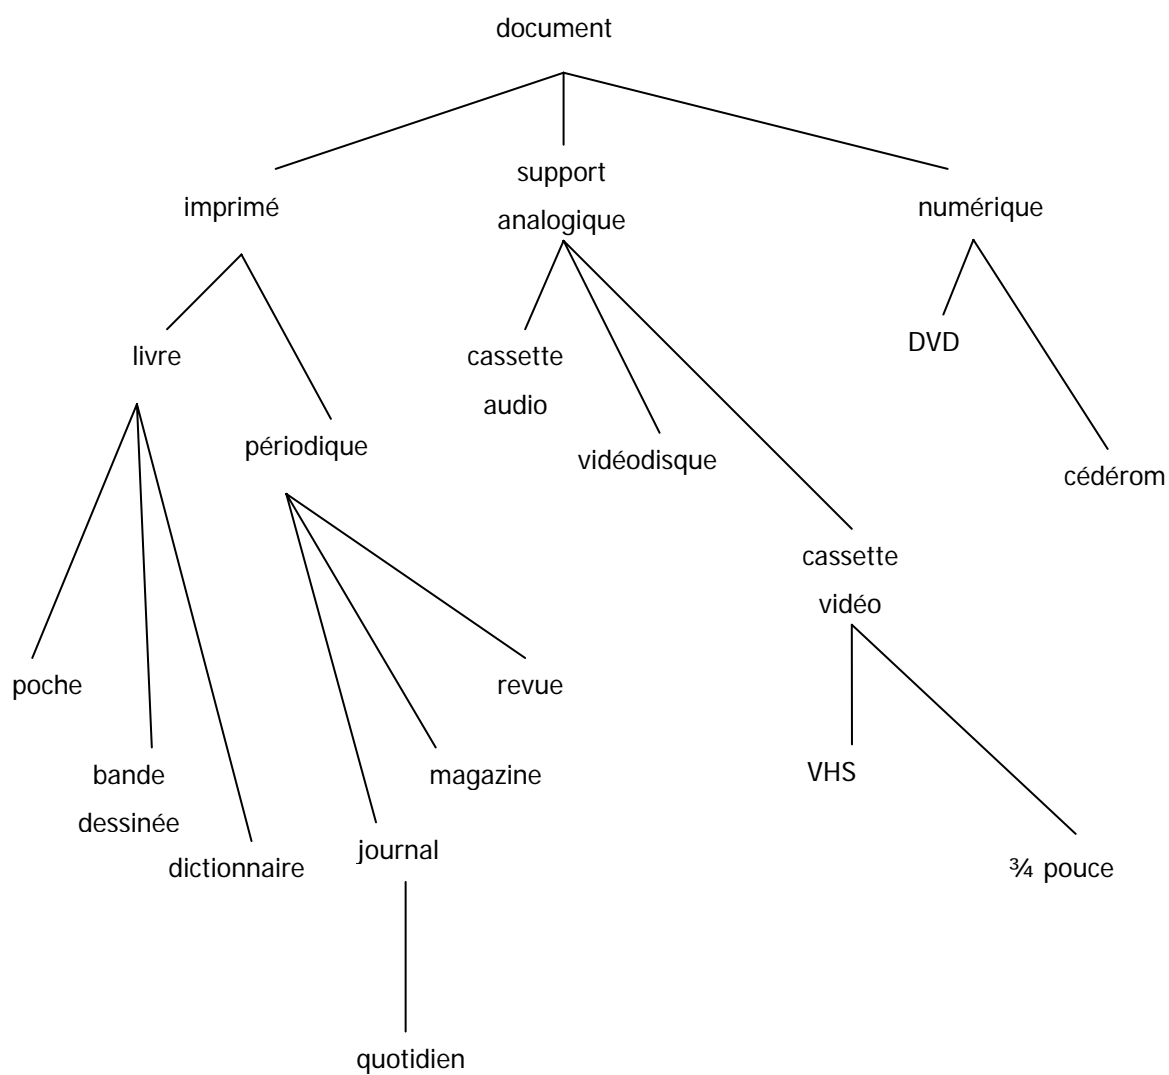 document
support
analogique
imprimé
numérique
DVD
livre
cassette
audio
périodique
vidéodisque
cédérom
cassette
vidéo
poche
revue
bande
dessinée
magazine
VHS
journal
dictionnaire
¾ pouce
quotidien